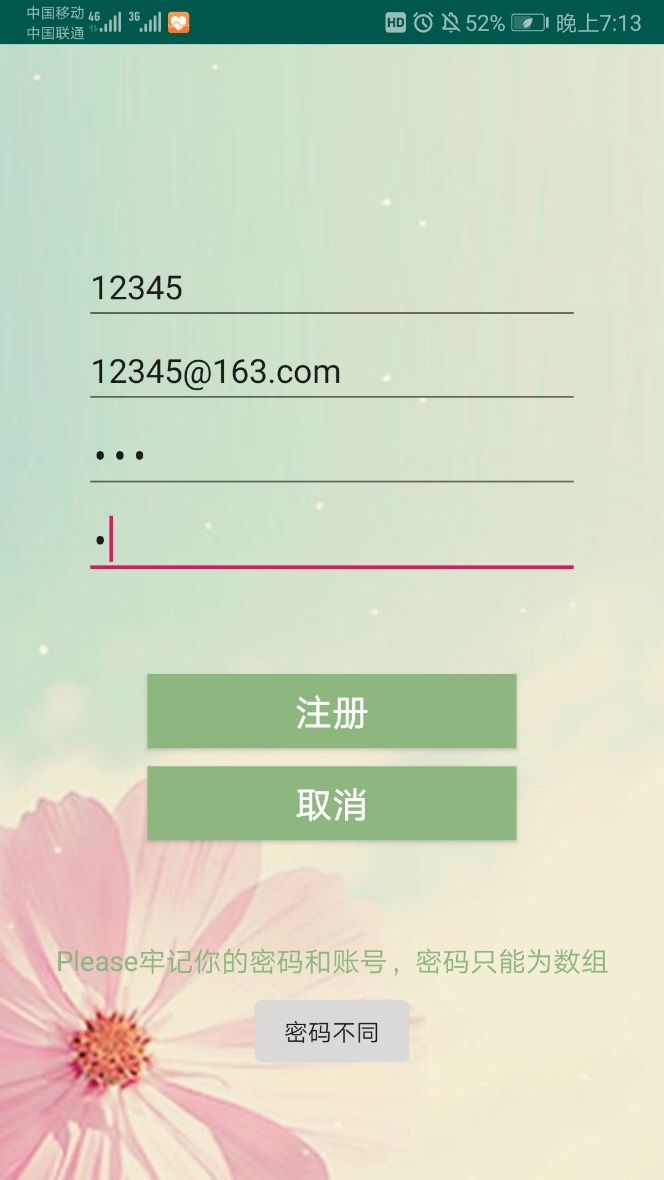 中国移动 4G 3G HD 52% 晚上7:13
中国联通
12345
12345@163.com
•••
•
注册
取消
Please牢记你的密码和账号，密码只能为数组
密码不同